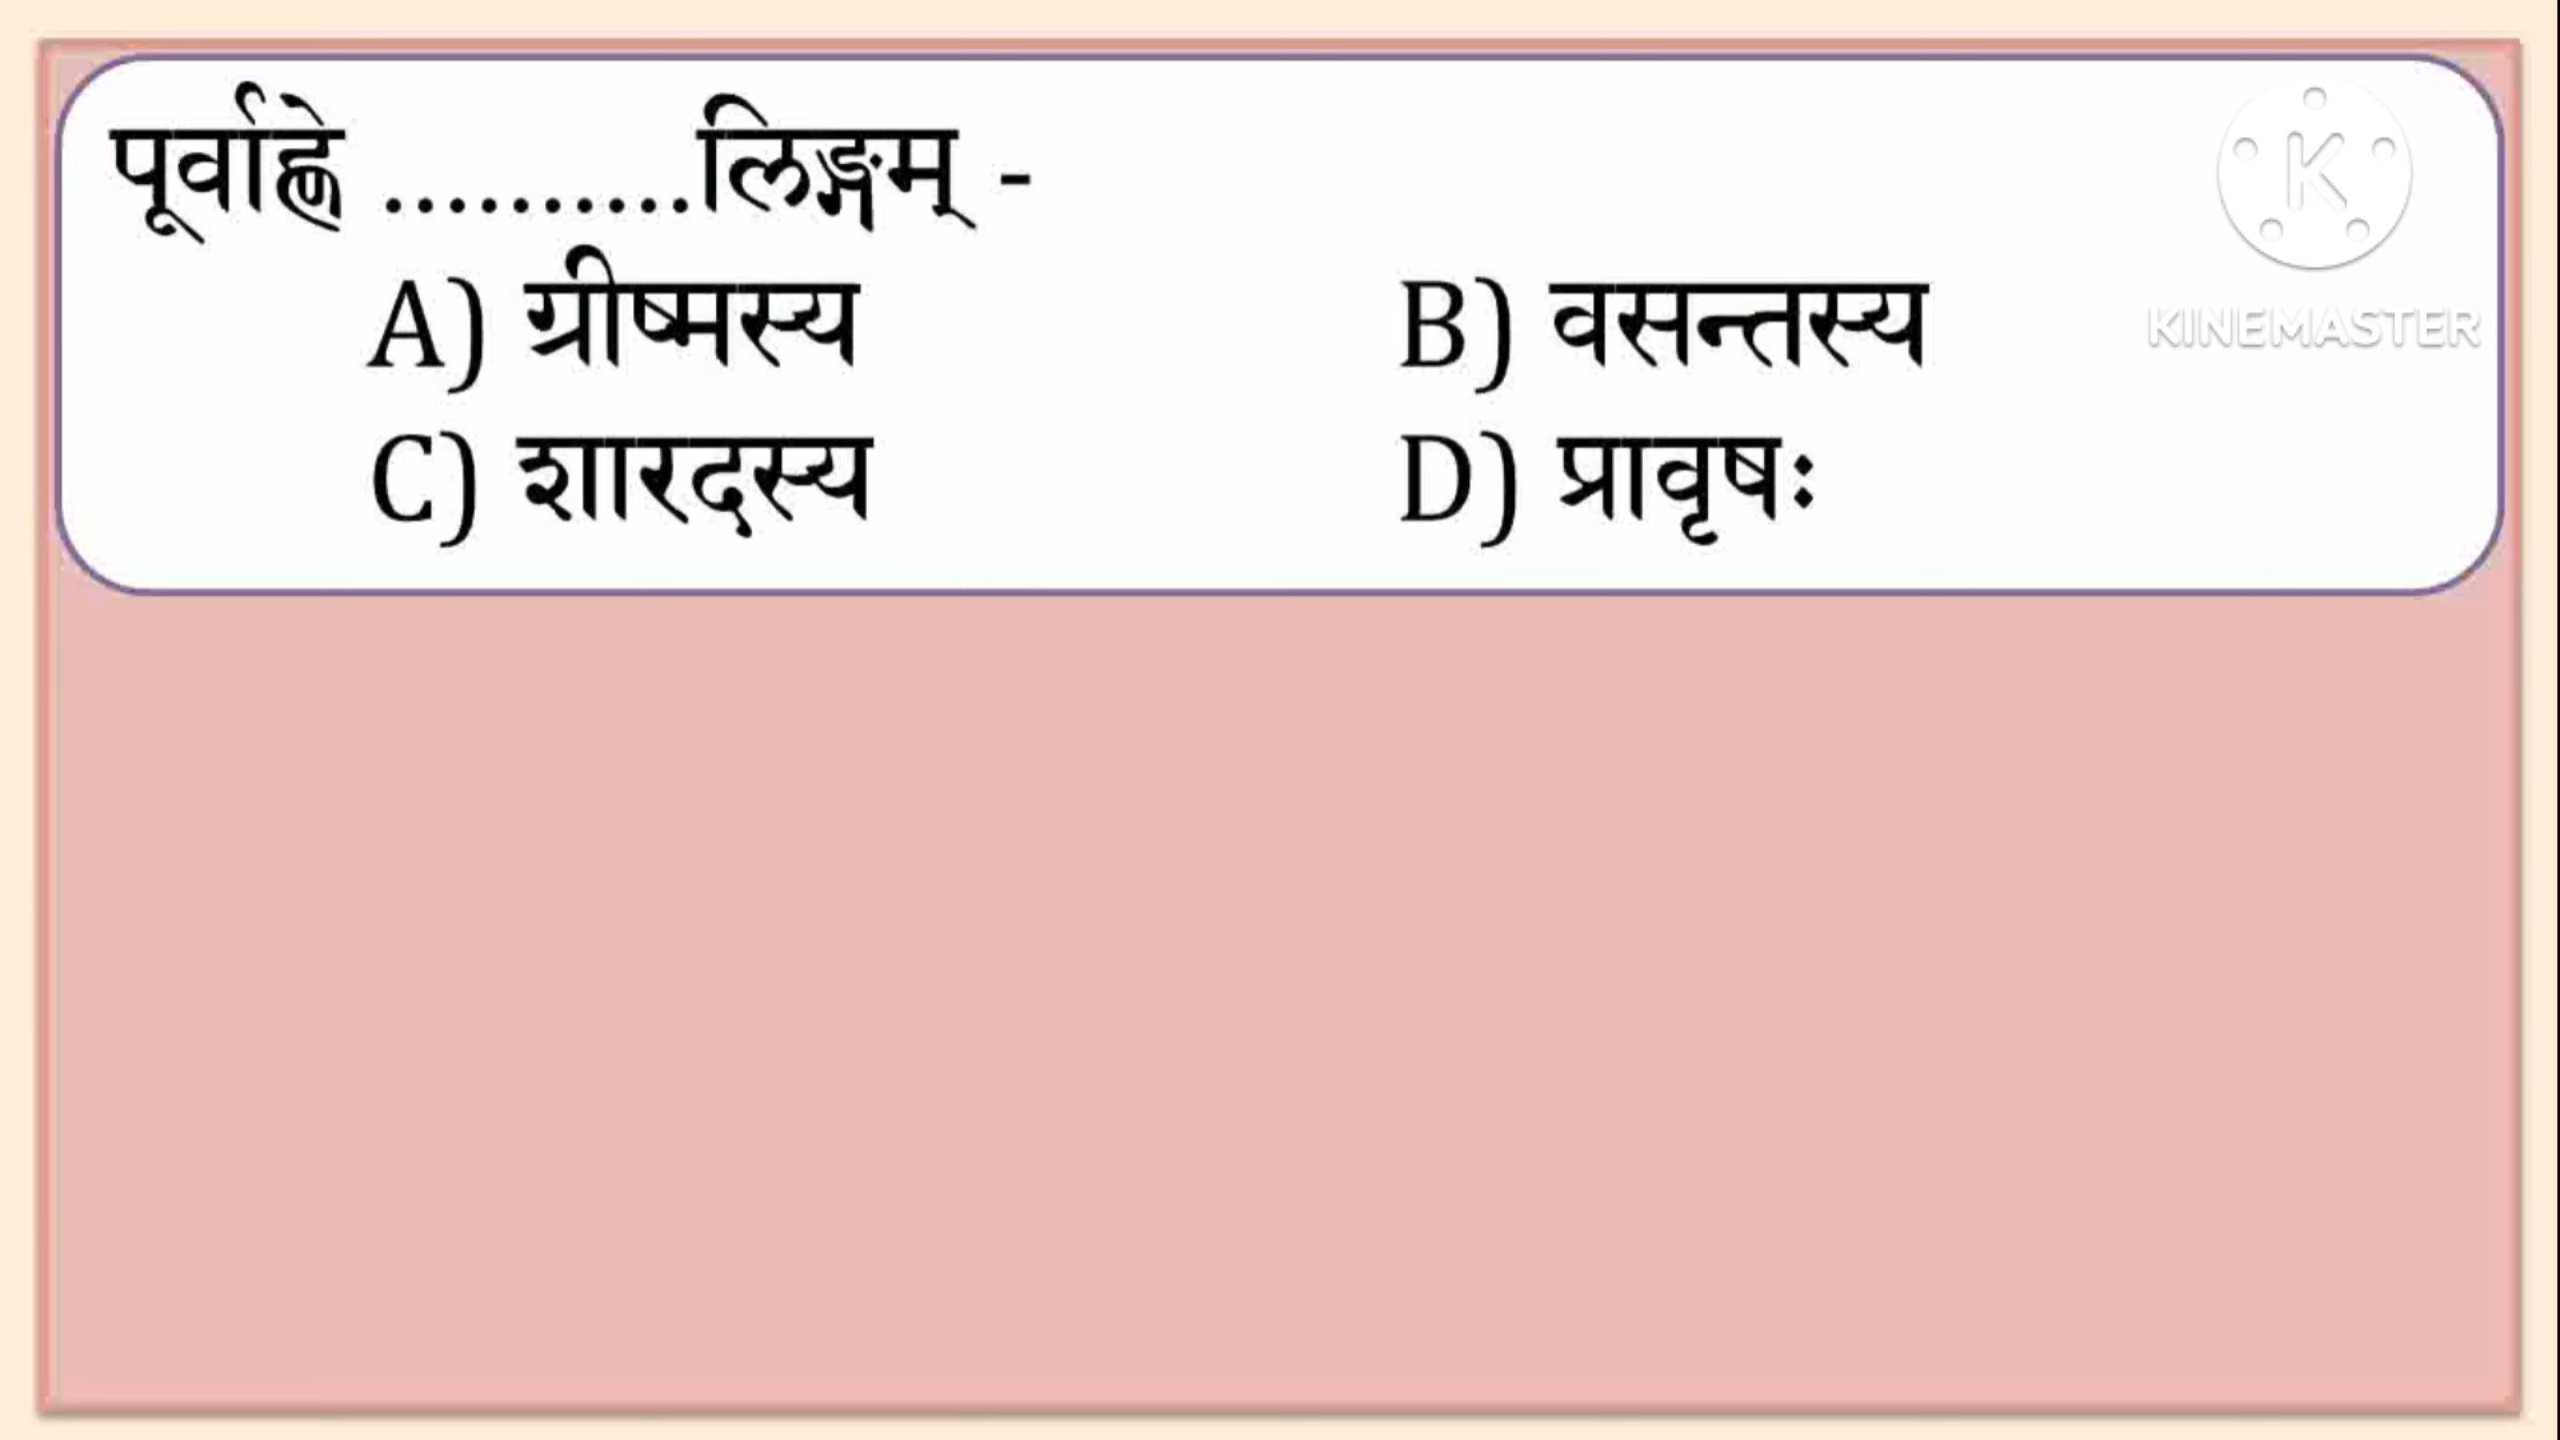 पूर्वाह्णे ..........लिङ्गम् -
A) ग्रीष्मस्य B) वसन्तस्य
C) शारदस्य D) प्रावृषः
K
KINEMASTER